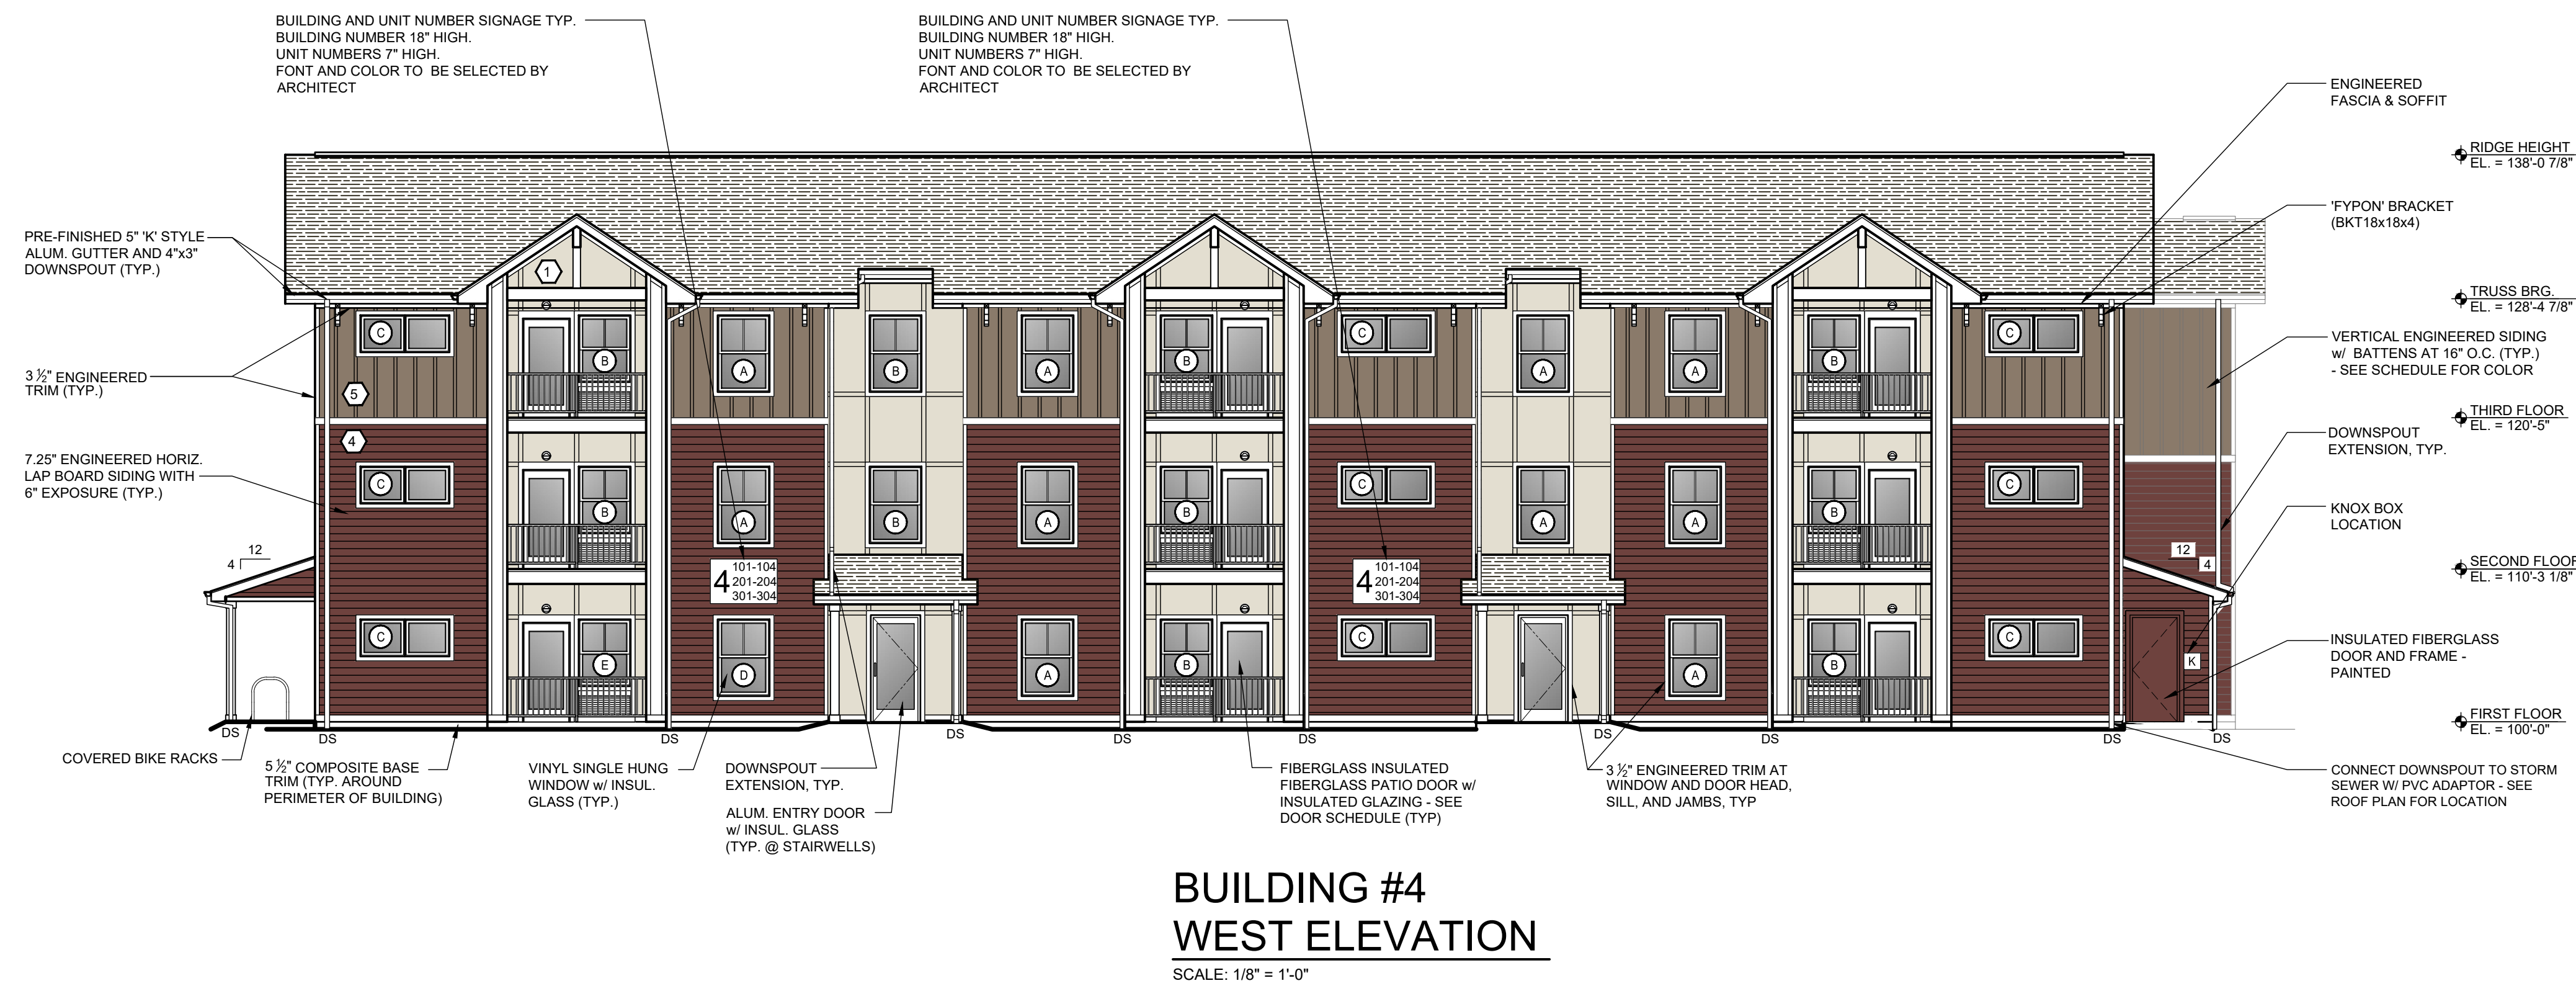 BUILDING AND UNIT NUMBER SIGNAGE TYP.
BUILDING NUMBER 18" HIGH.
UNIT NUMBERS 7" HIGH.
FONT AND COLOR TO BE SELECTED BY
ARCHITECT
BUILDING AND UNIT NUMBER SIGNAGE TYP.
BUILDING NUMBER 18" HIGH.
UNIT NUMBERS 7" HIGH.
FONT AND COLOR TO BE SELECTED BY
ARCHITECT
ENGINEERED
FASCIA & SOFFIT
RIDGE HEIGHT
EL. = 138'-0 7/8"
'FYPON' BRACKET
(BKT18x18x4)
PRE-FINISHED 5" 'K' STYLE
ALUM. GUTTER AND 4"x3"
DOWNSPOUT (TYP.)
1
TRUSS BRG.
EL. = 128'-4 7/8"
VERTICAL ENGINEERED SIDING
w/ BATTENS AT 16" O.C. (TYP.)
- SEE SCHEDULE FOR COLOR
3 ½" ENGINEERED
TRIM (TYP.)
C B A B A B C A A B C
5
THIRD FLOOR
EL. = 120'-5"
4
DOWNSPOUT
EXTENSION, TYP.
7.25" ENGINEERED HORIZ.
LAP BOARD SIDING WITH
6" EXPOSURE (TYP.)
C B A B A B C A A B C
KNOX BOX
LOCATION
12
4
4
101-104
201-204
301-304
4
101-104
201-204
301-304
12
4
SECOND FLOOR
EL. = 110'-3 1/8"
C E D A B C A B C
K
INSULATED FIBERGLASS
DOOR AND FRAME -
PAINTED
FIRST FLOOR
EL. = 100'-0"
DS DS DS DS DS DS DS DS DS DS
COVERED BIKE RACKS
5 ½" COMPOSITE BASE
TRIM (TYP. AROUND
PERIMETER OF BUILDING)
VINYL SINGLE HUNG
WINDOW w/ INSUL.
GLASS (TYP.)
DOWNSPOUT
EXTENSION, TYP.
ALUM. ENTRY DOOR
w/ INSUL. GLASS
(TYP. @ STAIRWELLS)
FIBERGLASS INSULATED
FIBERGLASS PATIO DOOR w/
INSULATED GLAZING - SEE
DOOR SCHEDULE (TYP)
3 ½" ENGINEERED TRIM AT
WINDOW AND DOOR HEAD,
SILL, AND JAMBS, TYP
CONNECT DOWNSPOUT TO STORM
SEWER W/ PVC ADAPTOR - SEE
ROOF PLAN FOR LOCATION
BUILDING #4
WEST ELEVATION
SCALE: 1/8" = 1'-0"